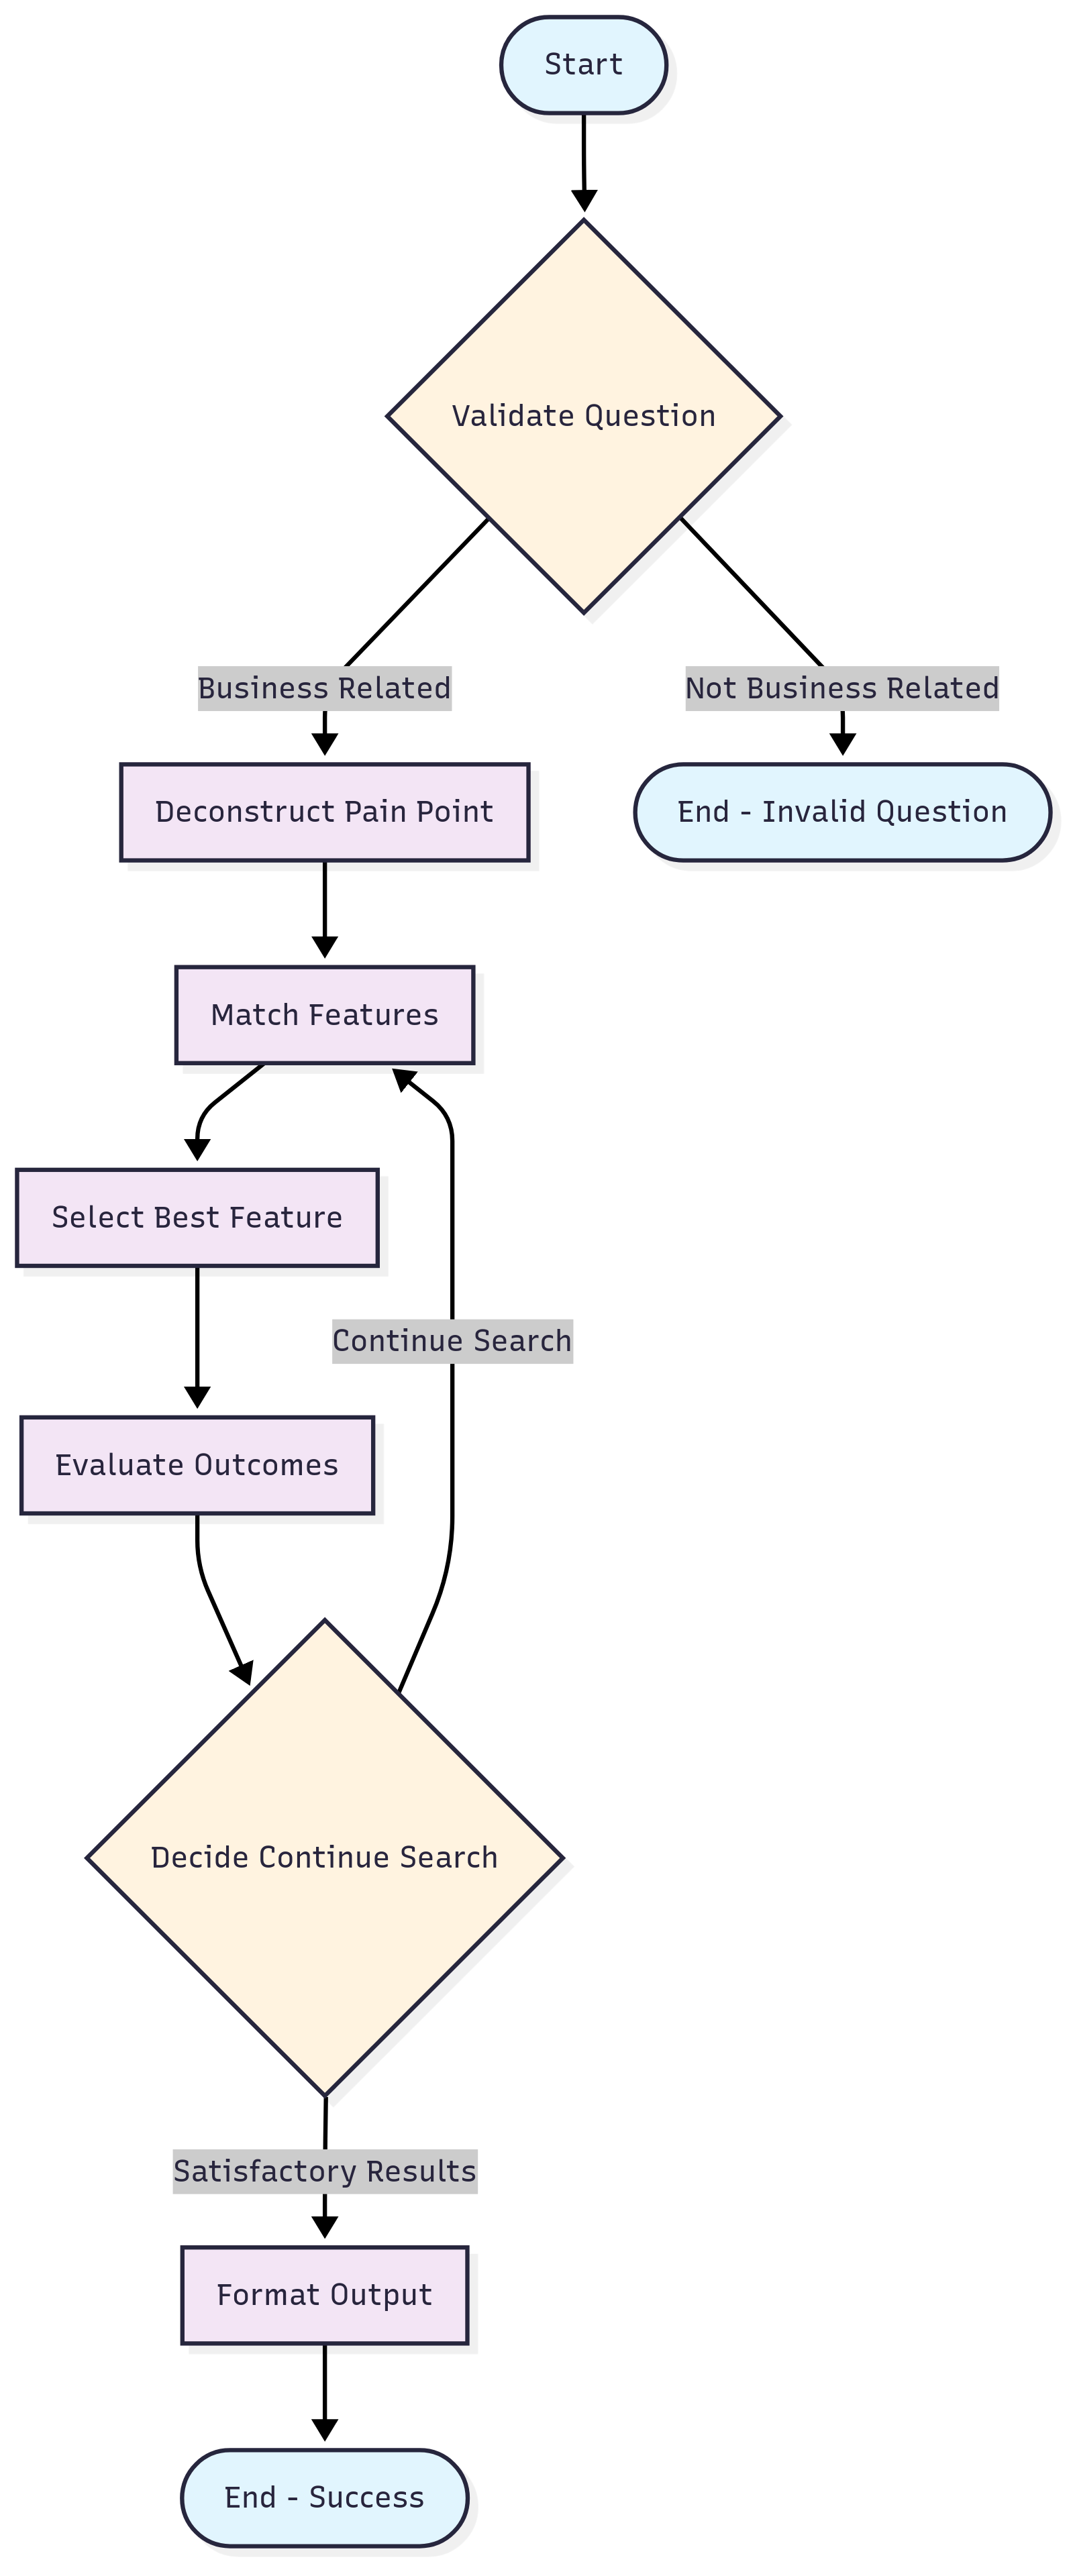 Start
Validate Question
Business Related
Not Business Related
Deconstruct Pain Point
End - Invalid Question
Match Features
Select Best Feature
Continue Search
Evaluate Outcomes
Decide Continue Search
Satisfactory Results
Format Output
End - Success